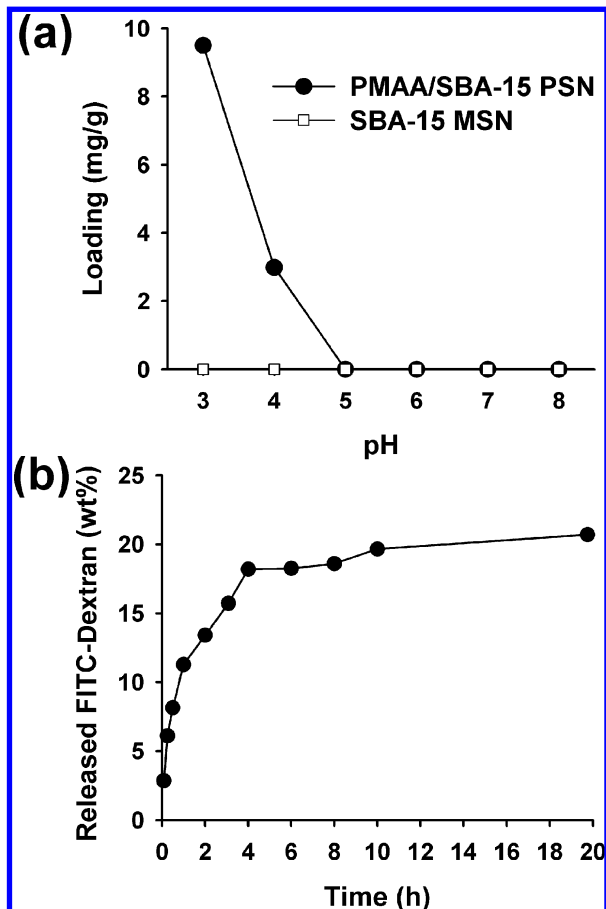 (a)
10
8
6
4
2
0
Loading (mg/g)
PMAA/SBA-15 PSN
SBA-15 MSN
3 4 5 6 7 8
pH
(b)
25
20
15
10
5
0
Released FITC-Dextran (wt%)
0 2 4 6 8 10 12 14 16 18 20
Time (h)